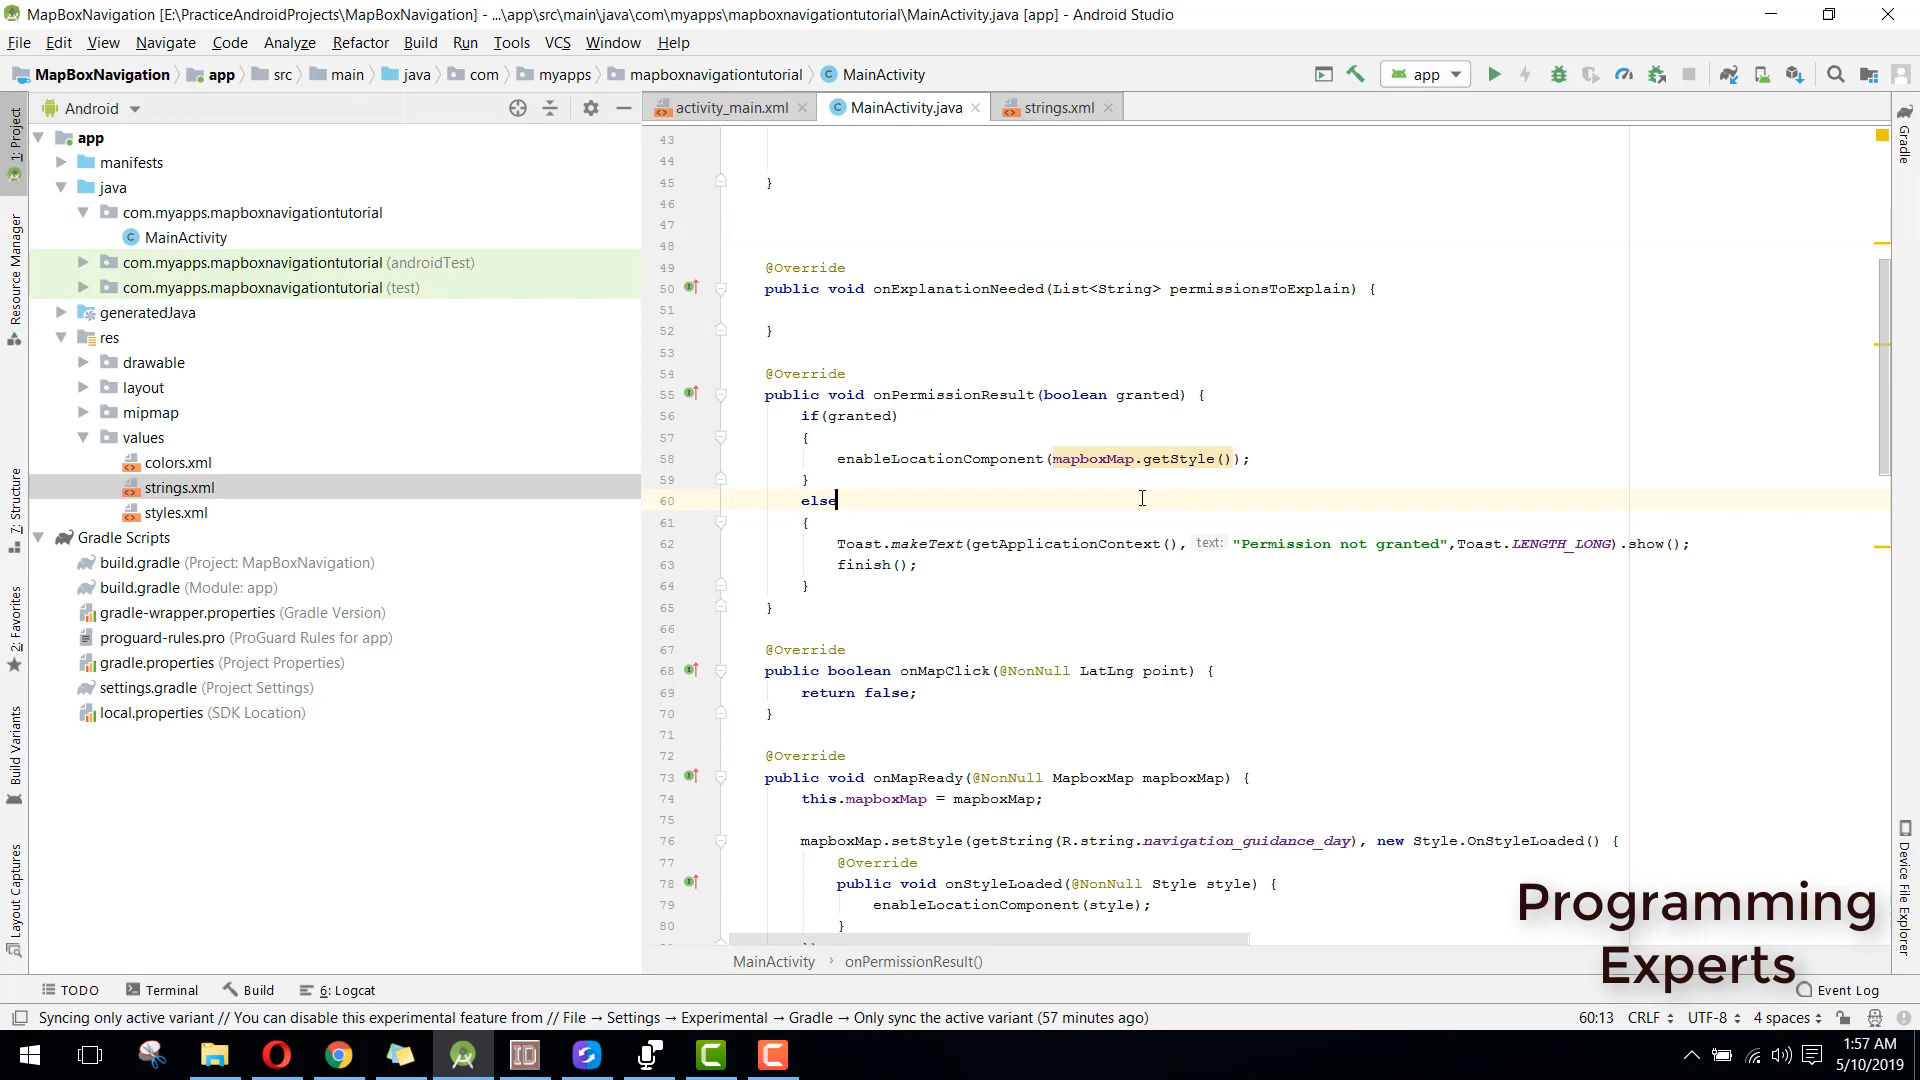 MapBoxNavigation [E:\PracticeAndroidProjects\MapBoxNavigation] - ...\app\src\main\java\com\myapps\mapboxnavigationtutorial\MainActivity.java [app] - Android Studio
File Edit View Navigate Code Analyze Refactor Build Run Tools VCS Window Help
MapBoxNavigation app src main java com myapps mapboxnavigationtutorial MainActivity app
Android
activity_main.xml MainActivity.java strings.xml
1: Project
Resource Manager
7: Structure
2: Favorites
Build Variants
Layout Captures
app
manifests
java
com.myapps.mapboxnavigationtutorial
MainActivity
com.myapps.mapboxnavigationtutorial (androidTest)
com.myapps.mapboxnavigationtutorial (test)
generatedJava
res
drawable
layout
mipmap
values
colors.xml
strings.xml
styles.xml
Gradle Scripts
build.gradle (Project: MapBoxNavigation)
build.gradle (Module: app)
gradle-wrapper.properties (Gradle Version)
proguard-rules.pro (ProGuard Rules for app)
gradle.properties (Project Properties)
settings.gradle (Project Settings)
local.properties (SDK Location)
43
44
45 }
46
47
48
49 @Override
50 public void onExplanationNeeded(List<String> permissionsToExplain) {
51
52 }
53
54 @Override
55 public void onPermissionResult(boolean granted) {
56 if(granted)
57 {
58 enableLocationComponent(mapboxMap.getStyle());
59 }
60 else
61 {
62 Toast.makeText(getApplicationContext(), text: "Permission not granted",Toast.LENGTH_LONG).show();
63 finish();
64 }
65 }
66
67 @Override
68 public boolean onMapClick(@NonNull LatLng point) {
69 return false;
70 }
71
72 @Override
73 public void onMapReady(@NonNull MapboxMap mapboxMap) {
74 this.mapboxMap = mapboxMap;
75
76 mapboxMap.setStyle(getString(R.string.navigation_guidance_day), new Style.OnStyleLoaded() {
77 @Override
78 public void onStyleLoaded(@NonNull Style style) {
79 enableLocationComponent(style);
80 }
MainActivity › onPermissionResult()
Gradle
Device File Explorer
Programming
Experts
TODO Terminal Build 6: Logcat Event Log
Syncing only active variant // You can disable this experimental feature from // File → Settings → Experimental → Gradle → Only sync the active variant (57 minutes ago) 60:13 CRLF UTF-8 4 spaces
1:57 AM
5/10/2019